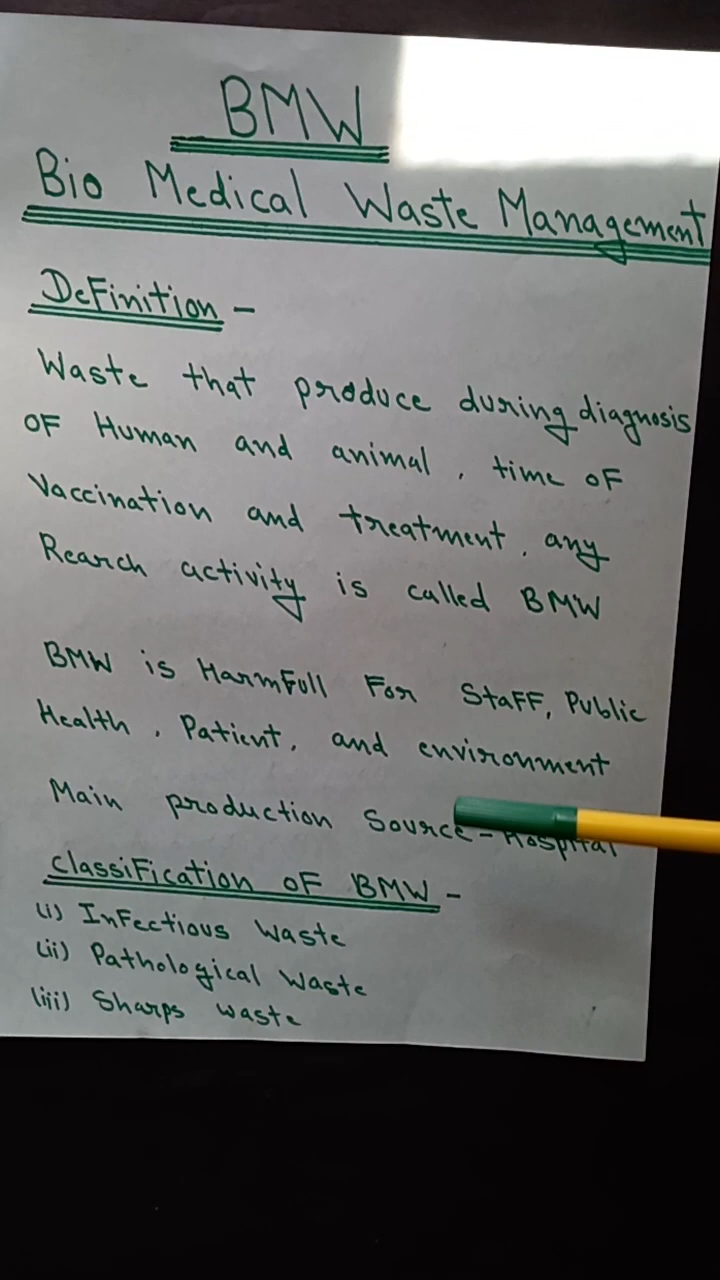 BMW
Bio Medical Waste Management
Definition -
Waste that produce during diagnosis
OF Human and animal, time OF
Vaccination and treatment, any
Rearch activity is called BMW
BMW is HarmFull For StaFF, Public
Health, Patient, and environment
Main production Source - Hospital
ClassiFication OF BMW -
(i) InFectious Waste
(ii) Pathological Waste
(iii) Sharps Waste